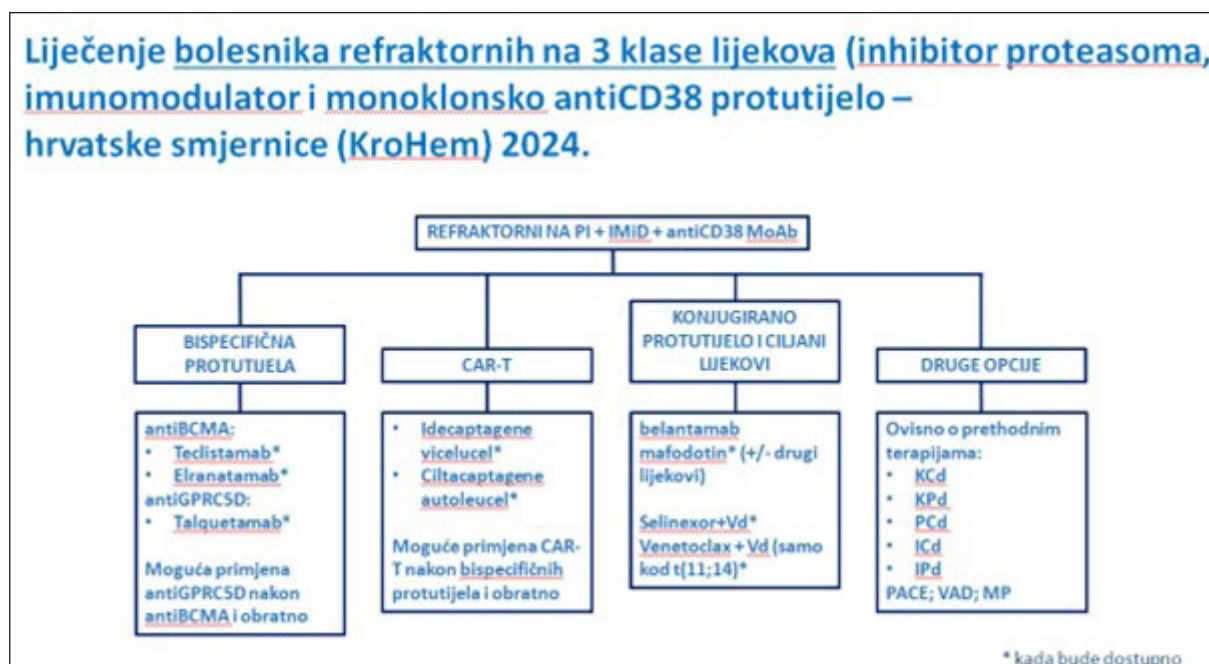 Liječenje bolesnika refraktornih na 3 klase lijekova (inhibitor proteasoma,
imunomodulator i monoklonsko antiCD38 protutijelo –
hrvatske smjernice (KroHem) 2024.
REFRAKTORNI NA PI + IMiD + antiCD38 MoAb
BISPECIFIČNA
PROTUTIJELA
antiBCMA:
• Teclistamab*
• Elranatamab*
antiGPRC5D:
• Talquetamab*
Moguća primjena
antiGPRC5D nakon
antiBCMA i obratno
CAR-T
• Idecaptagene
vicelucel*
• Ciltacaptagene
autoleucel*
Moguće primjena CAR-
T nakon bispecifičnih
protutijela i obratno
KONJUGIRANO
PROTUTIJELO I CILJANI
LIJEKOVI
belantamab
mafodotin* (+/- drugi
lijekovi)
Selinexor+Vd*
Venetoclax + Vd (samo
kod t(11;14)*
DRUGE OPCIJE
Ovisno o prethodnim
terapijama:
• KCd
• KPd
• PCd
• ICd
• IPd
PACE; VAD; MP
* kada bude dostupno